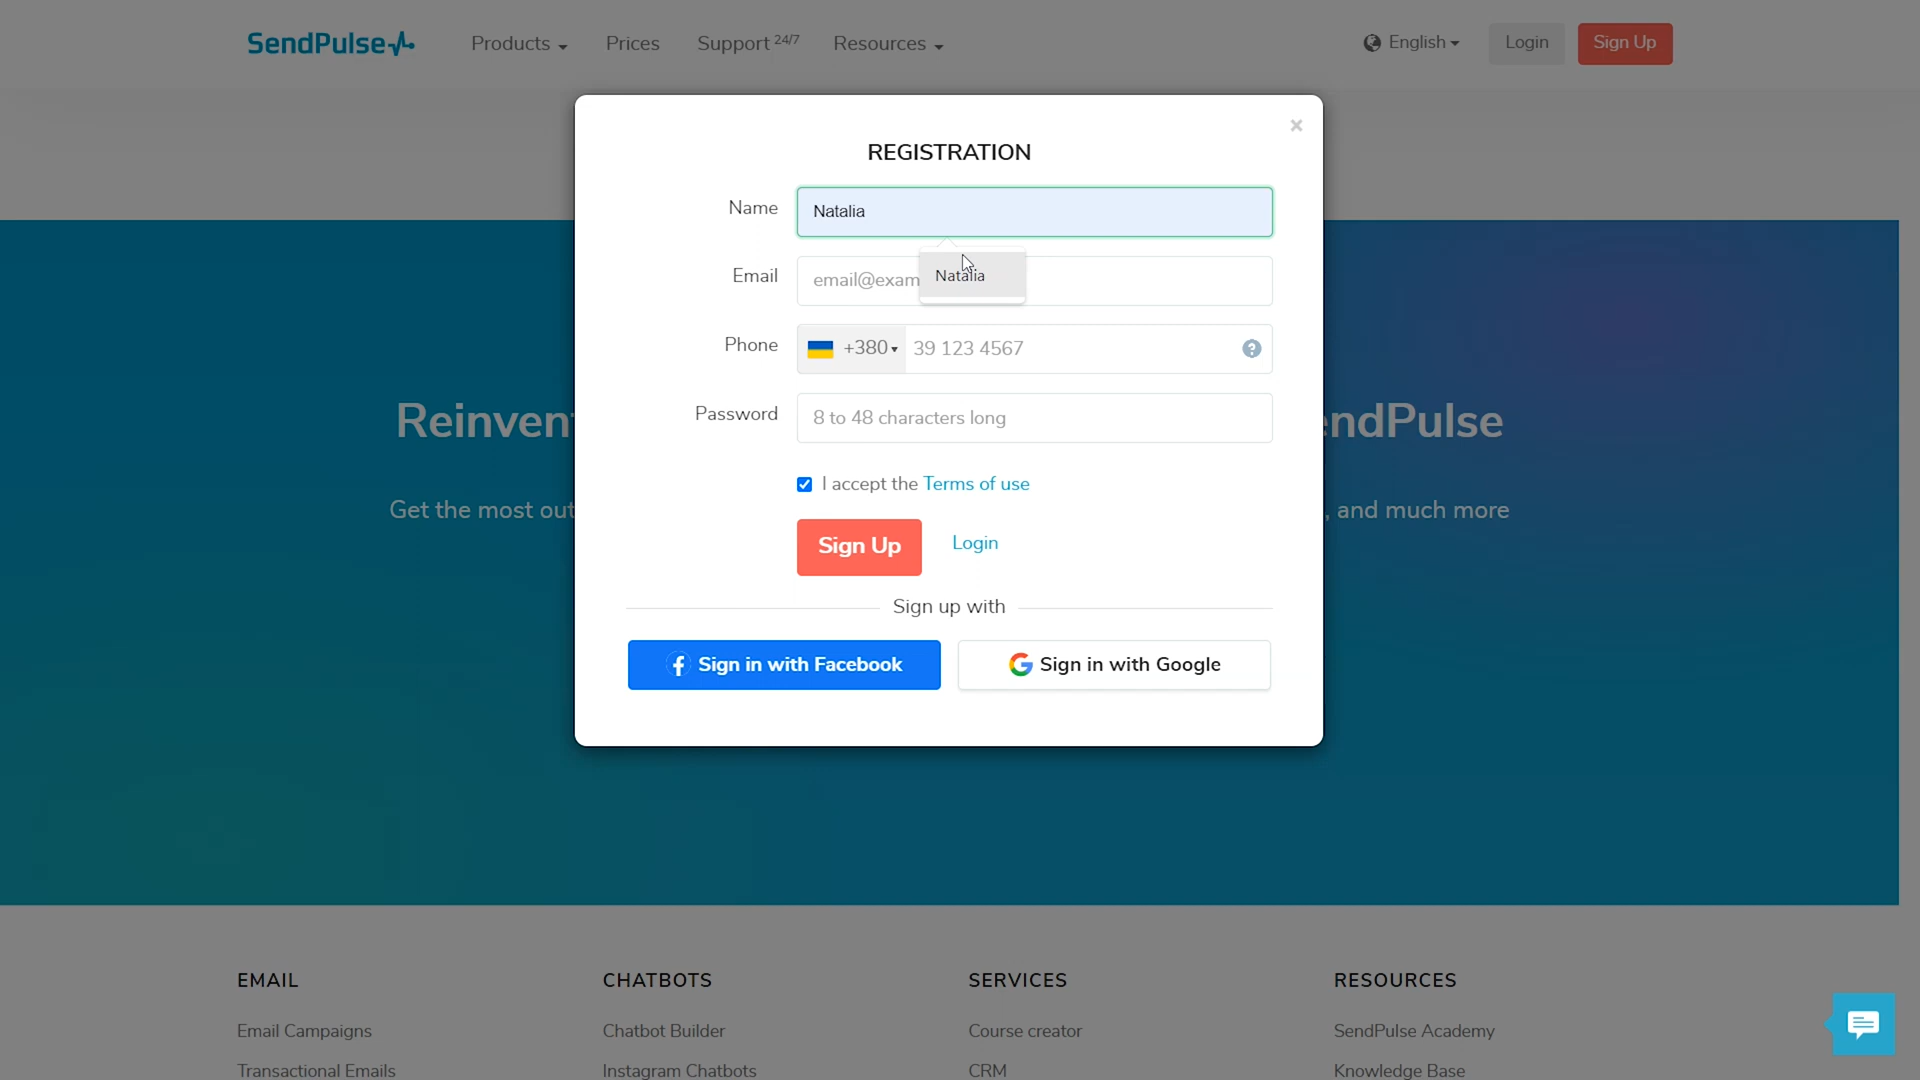 SendPulse
Products Prices Support 24/7 Resources English Login Sign Up
×
REGISTRATION
Name Natalia
Natalia
Email email@exam
Phone +380 39 123 4567 ?
Password 8 to 48 characters long
I accept the Terms of use
Sign Up Login
Sign up with
Sign in with Facebook Sign in with Google
Reinven endPulse
Get the most out , and much more
EMAIL CHATBOTS SERVICES RESOURCES
Email Campaigns Chatbot Builder Course creator SendPulse Academy
Transactional Emails Instagram Chatbots CRM Knowledge Base